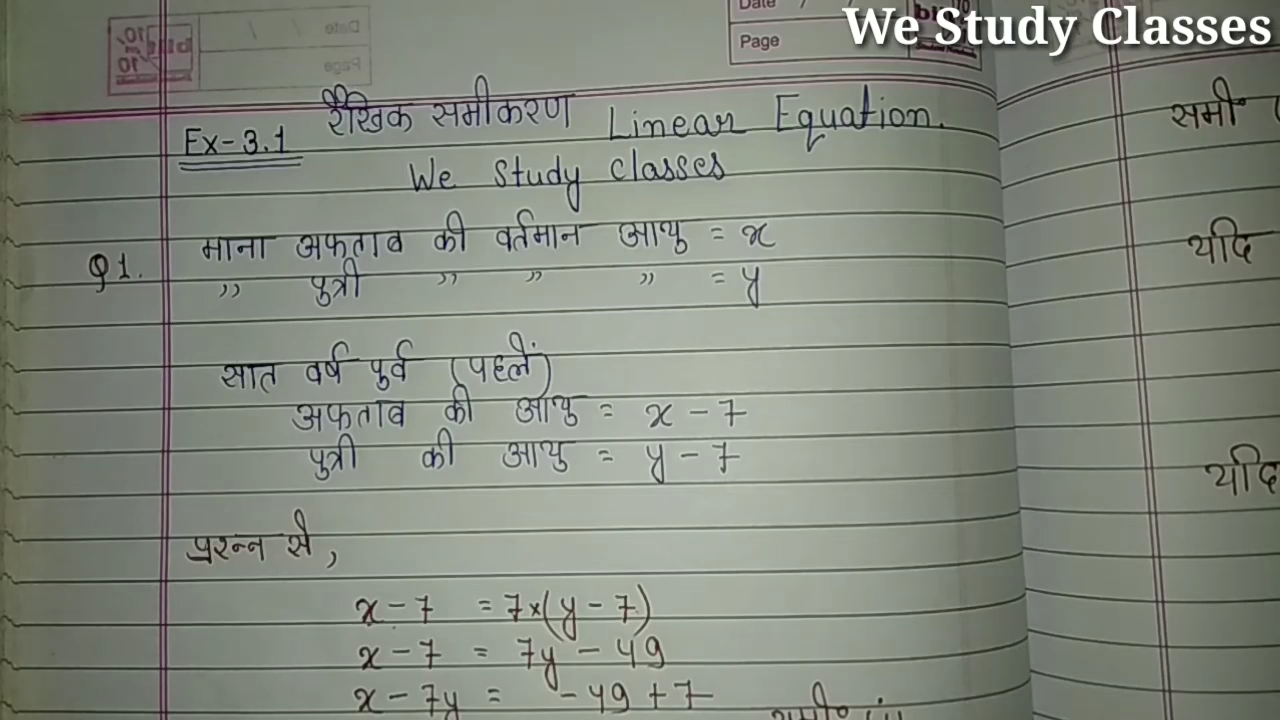 We Study Classes
Date / /
Page
Ex-3.1 रैखिक समीकरण Linear Equation.
We Study Classes
Q1. माना अफताब की वर्तमान आयु = x
,, पुत्री ,, ,, ,, = y
सात वर्ष पुर्व (पहलें)
अफताब की आयु = x - 7
पुत्री की आयु = y - 7
प्रश्न से,
x - 7 = 7×(y - 7)
x - 7 = 7y - 49
x - 7y = - 49 + 7
समी०
यदि
यदि